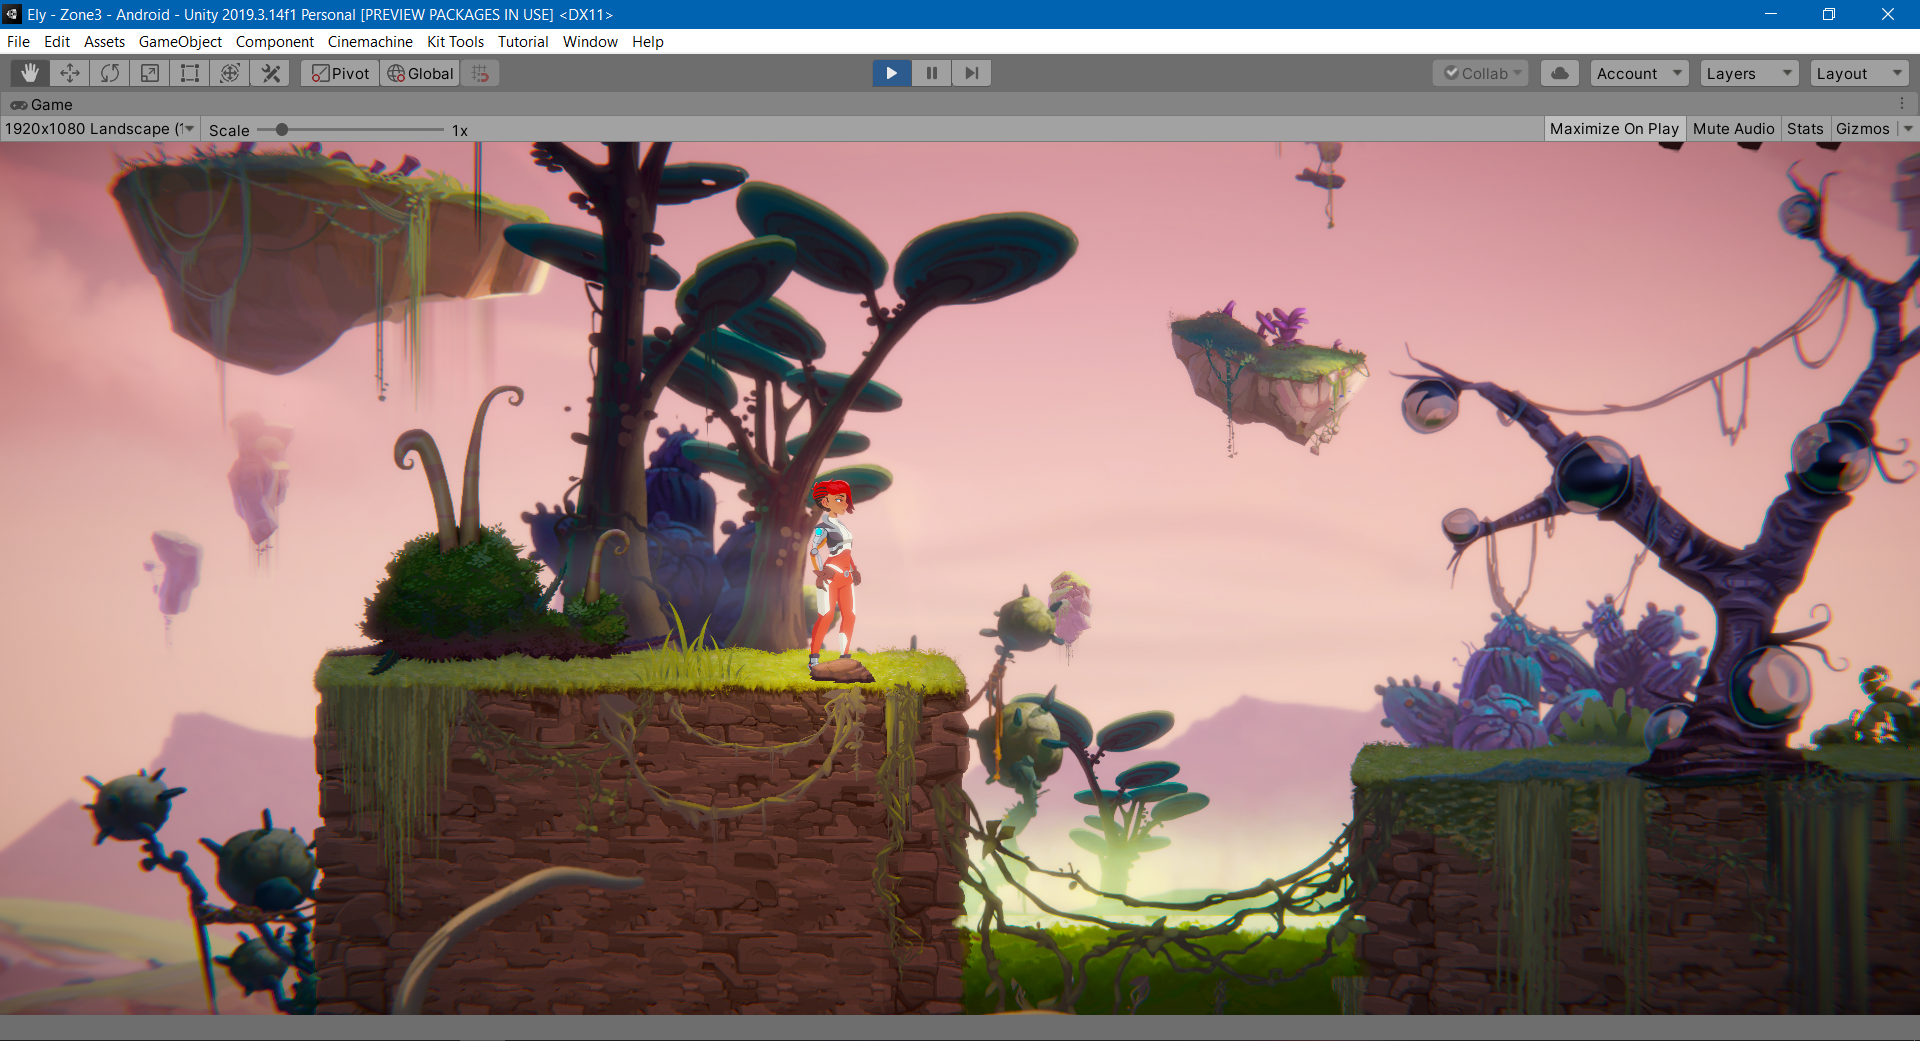 Ely - Zone3 - Android - Unity 2019.3.14f1 Personal [PREVIEW PACKAGES IN USE] <DX11>
File Edit Assets GameObject Component Cinemachine Kit Tools Tutorial Window Help
Pivot Global Collab Account Layers Layout
Game
1920x1080 Landscape (1 Scale 1x Maximize On Play Mute Audio Stats Gizmos